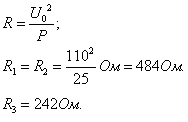 R = U₀² / P ;
R₁ = R₂ = 110² / 25 Ом = 484 Ом.
R₃ = 242 Ом.